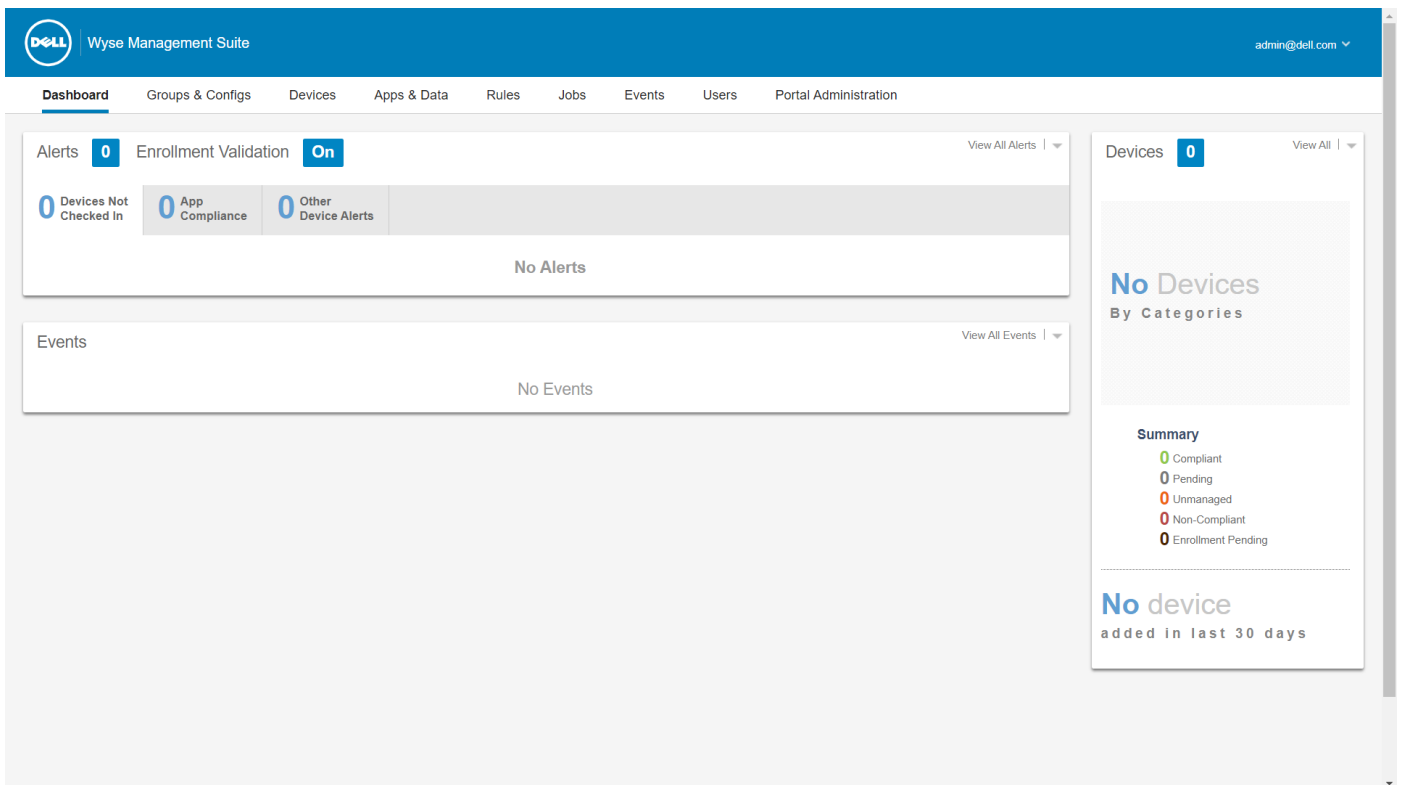 DELL
Wyse Management Suite
admin@dell.com
Dashboard Groups & Configs Devices Apps & Data Rules Jobs Events Users Portal Administration
Alerts 0 Enrollment Validation On
View All Alerts
0 Devices Not
Checked In
0 App
Compliance
0 Other
Device Alerts
No Alerts
Events
View All Events
No Events
Devices 0
View All
No Devices
By Categories
Summary
0 Compliant
0 Pending
0 Unmanaged
0 Non-Compliant
0 Enrollment Pending
No device
added in last 30 days